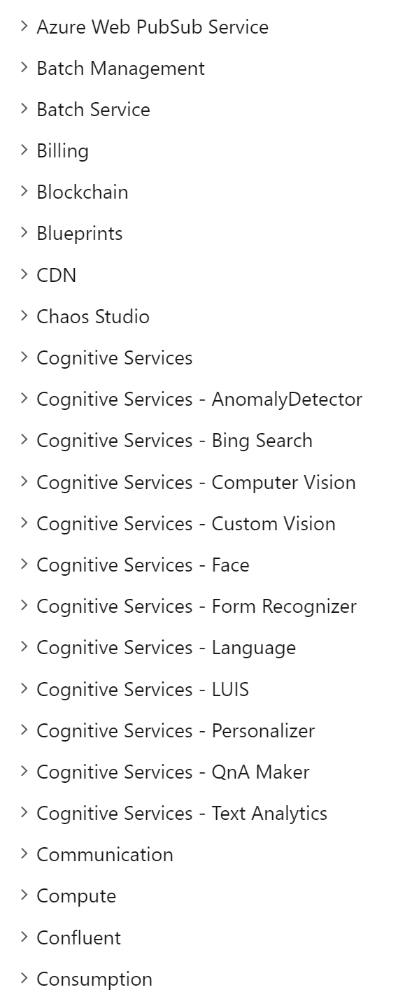 Azure Web PubSub Service
Batch Management
Batch Service
Billing
Blockchain
Blueprints
CDN
Chaos Studio
Cognitive Services
Cognitive Services - AnomalyDetector
Cognitive Services - Bing Search
Cognitive Services - Computer Vision
Cognitive Services - Custom Vision
Cognitive Services - Face
Cognitive Services - Form Recognizer
Cognitive Services - Language
Cognitive Services - LUIS
Cognitive Services - Personalizer
Cognitive Services - QnA Maker
Cognitive Services - Text Analytics
Communication
Compute
Confluent
Consumption